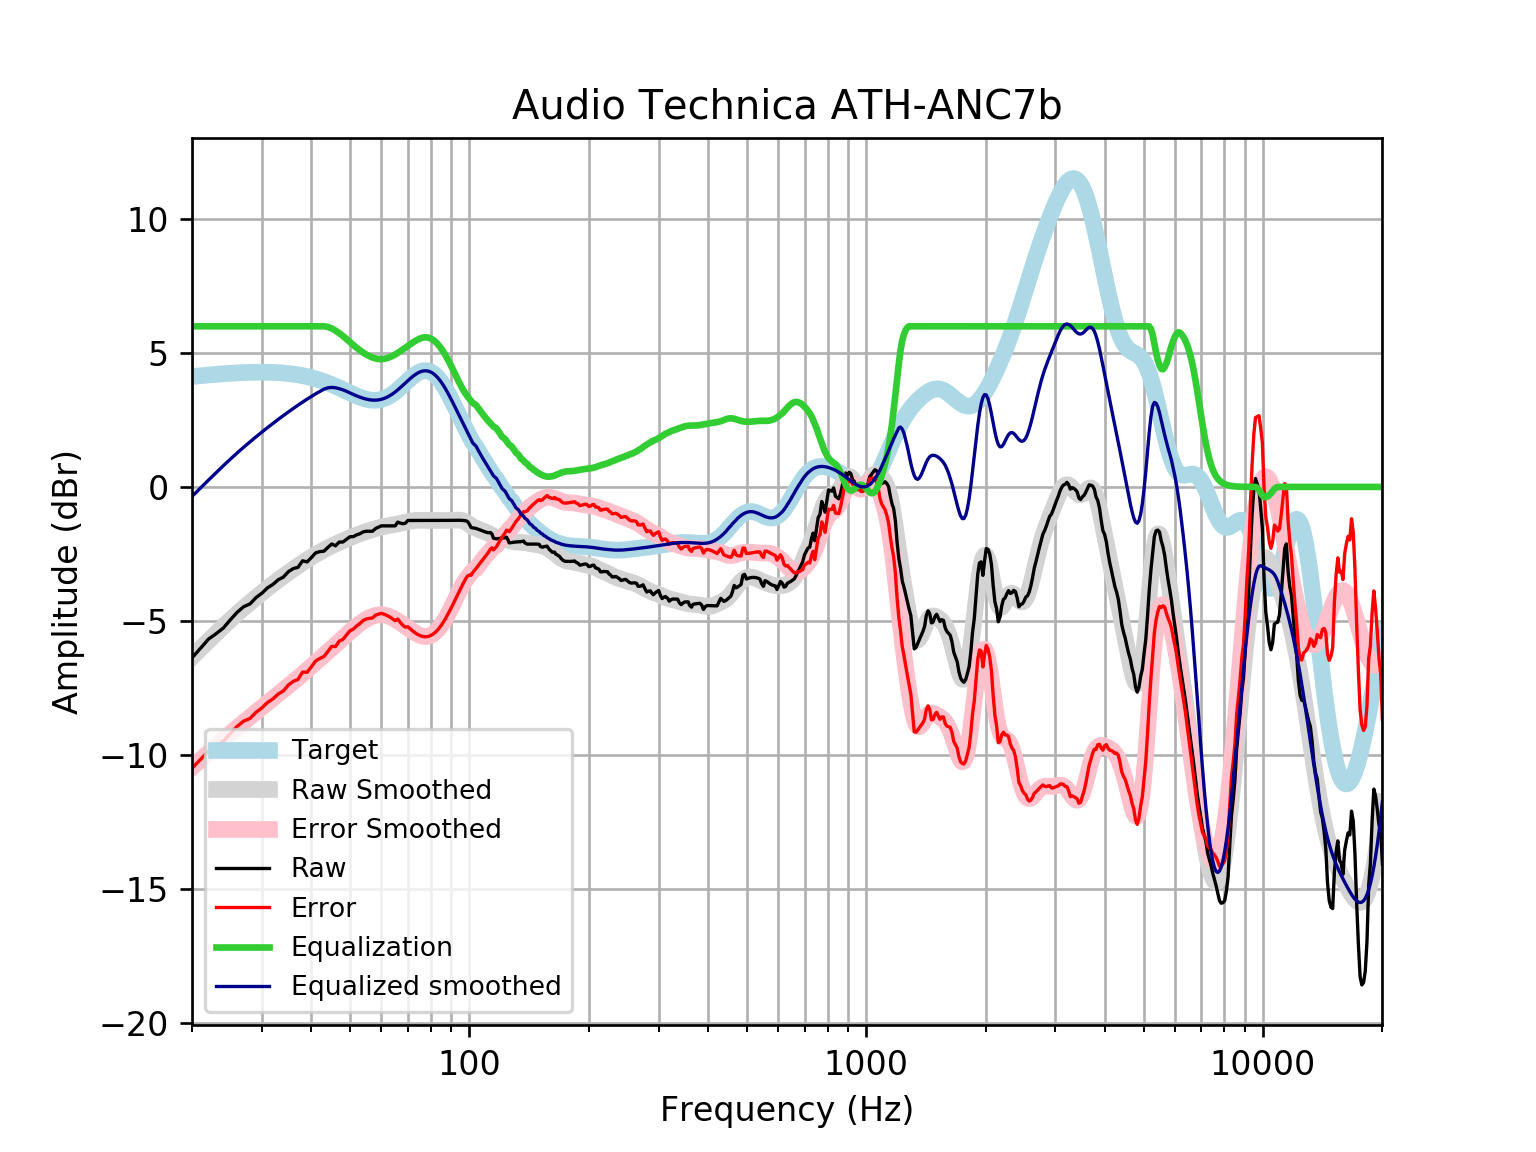 Audio Technica ATH-ANC7b
Amplitude (dBr)
10
5
0
−5
−10
−15
−20
Target
Raw Smoothed
Error Smoothed
Raw
Error
Equalization
Equalized smoothed
100
1000
10000
Frequency (Hz)